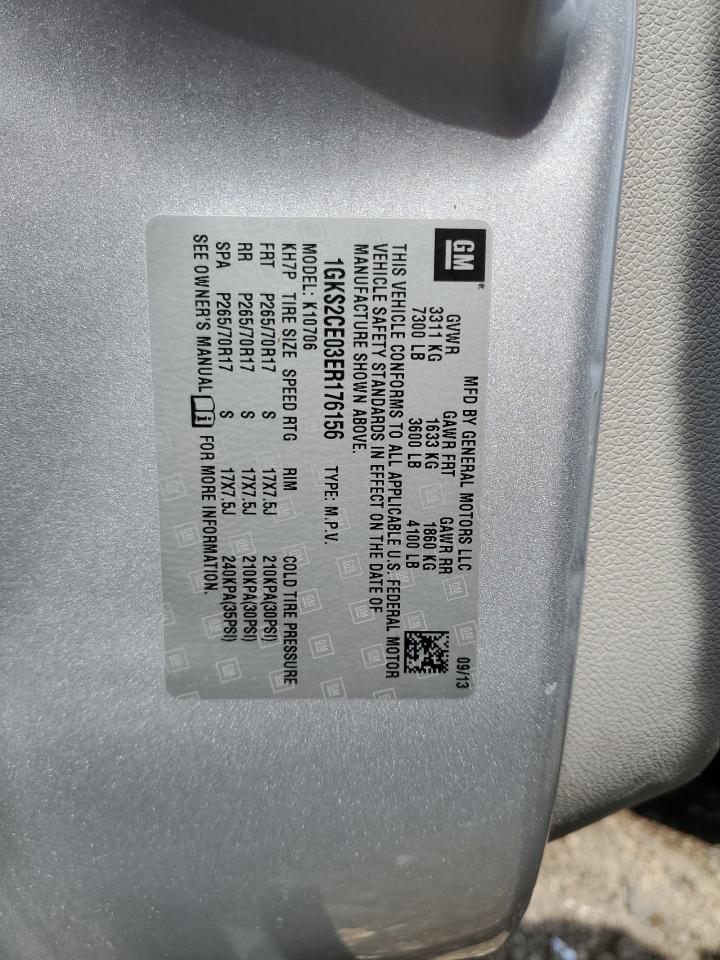 GM ®
MFD BY GENERAL MOTORS LLC 09/13
GVWR GAWR FRT GAWR RR
3311 KG 1633 KG 1860 KG
7300 LB 3600 LB 4100 LB
THIS VEHICLE CONFORMS TO ALL APPLICABLE U.S. FEDERAL MOTOR
VEHICLE SAFETY STANDARDS IN EFFECT ON THE DATE OF
MANUFACTURE SHOWN ABOVE.
1GKS2CE03ER176156 TYPE: M.P.V.
MODEL: K10706
KH7P TIRE SIZE SPEED RTG RIM COLD TIRE PRESSURE
FRT P265/70R17 S 17X7.5J 210KPA(30PSI)
RR P265/70R17 S 17X7.5J 210KPA(30PSI)
SPA P265/70R17 S 17X7.5J 240KPA(35PSI)
SEE OWNER'S MANUAL i FOR MORE INFORMATION.